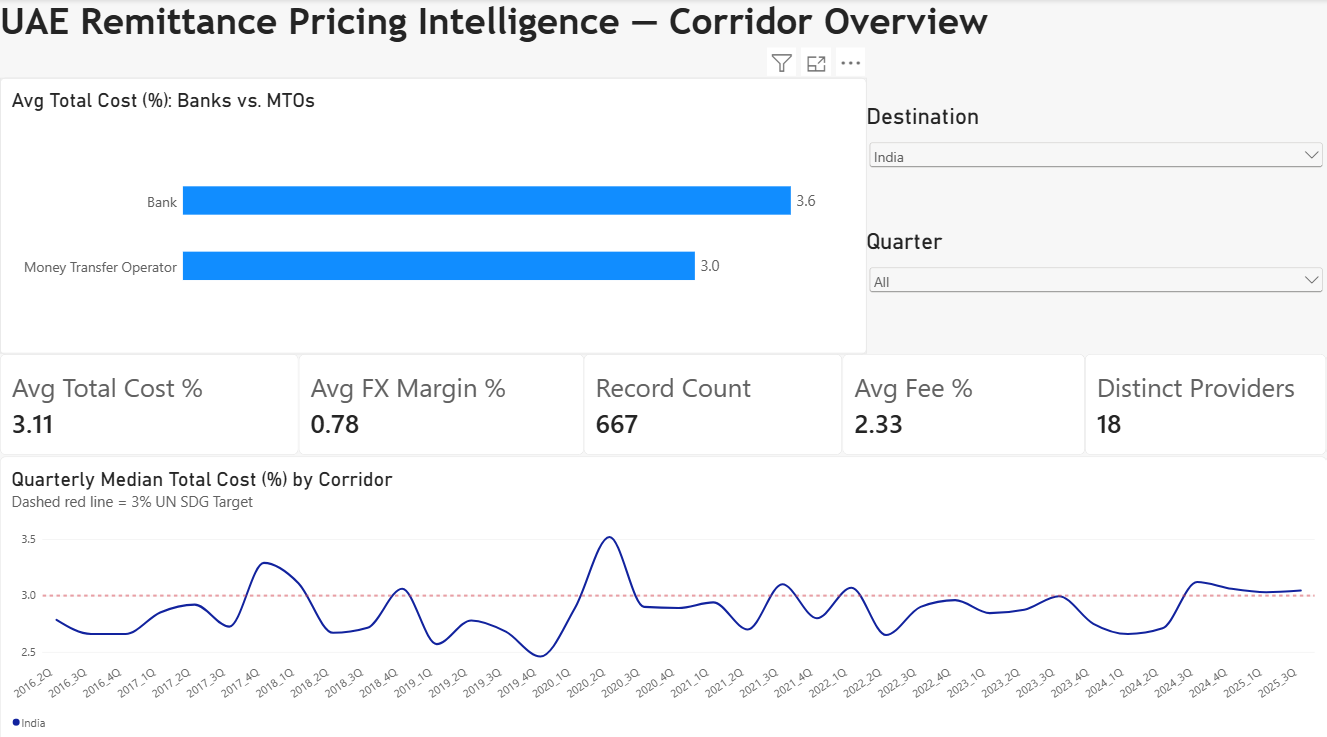 UAE Remittance Pricing Intelligence — Corridor Overview
Avg Total Cost (%): Banks vs. MTOs
Bank
3.6
Money Transfer Operator
3.0
Destination
India
Quarter
All
Avg Total Cost %
3.11
Avg FX Margin %
0.78
Record Count
667
Avg Fee %
2.33
Distinct Providers
18
Quarterly Median Total Cost (%) by Corridor
Dashed red line = 3% UN SDG Target
3.5
3.0
2.5
2016_2Q
2016_3Q
2016_4Q
2017_1Q
2017_2Q
2017_3Q
2017_4Q
2018_1Q
2018_2Q
2018_3Q
2018_4Q
2019_1Q
2019_2Q
2019_3Q
2019_4Q
2020_1Q
2020_2Q
2020_3Q
2020_4Q
2021_1Q
2021_2Q
2021_3Q
2021_4Q
2022_1Q
2022_2Q
2022_3Q
2022_4Q
2023_1Q
2023_2Q
2023_3Q
2023_4Q
2024_1Q
2024_2Q
2024_3Q
2024_4Q
2025_1Q
2025_3Q
India